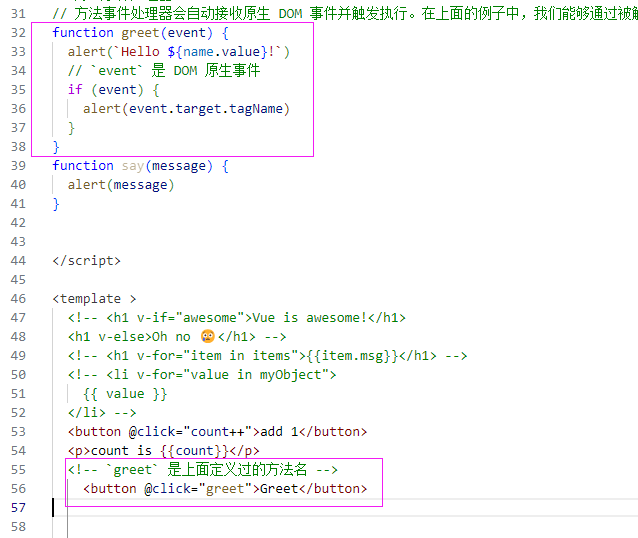 31 // 方法事件处理器会自动接收原生 DOM 事件并触发执行。在上面的例子中，我们能够通过被触
32 function greet(event) {
33   alert(`Hello ${name.value}!`)
34   // `event` 是 DOM 原生事件
35   if (event) {
36     alert(event.target.tagName)
37   }
38 }
39 function say(message) {
40   alert(message)
41 }
42
43
44 </script>
45
46 <template >
47   <!-- <h1 v-if="awesome">Vue is awesome!</h1>
48   <h1 v-else>Oh no 😢</h1> -->
49   <!-- <h1 v-for="item in items">{{item.msg}}</h1> -->
50   <!-- <li v-for="value in myObject">
51     {{ value }}
52   </li> -->
53   <button @click="count++">add 1</button>
54   <p>count is {{count}}</p>
55   <!-- `greet` 是上面定义过的方法名 -->
56     <button @click="greet">Greet</button>
57
58